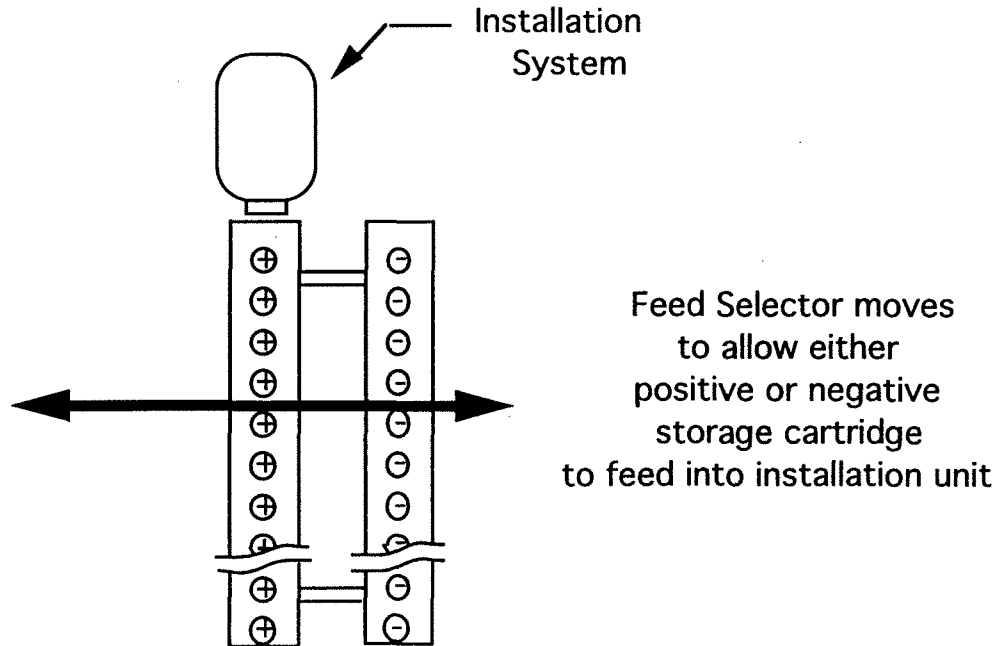 Installation
System
Feed Selector moves
to allow either
positive or negative
storage cartridge
to feed into installation unit